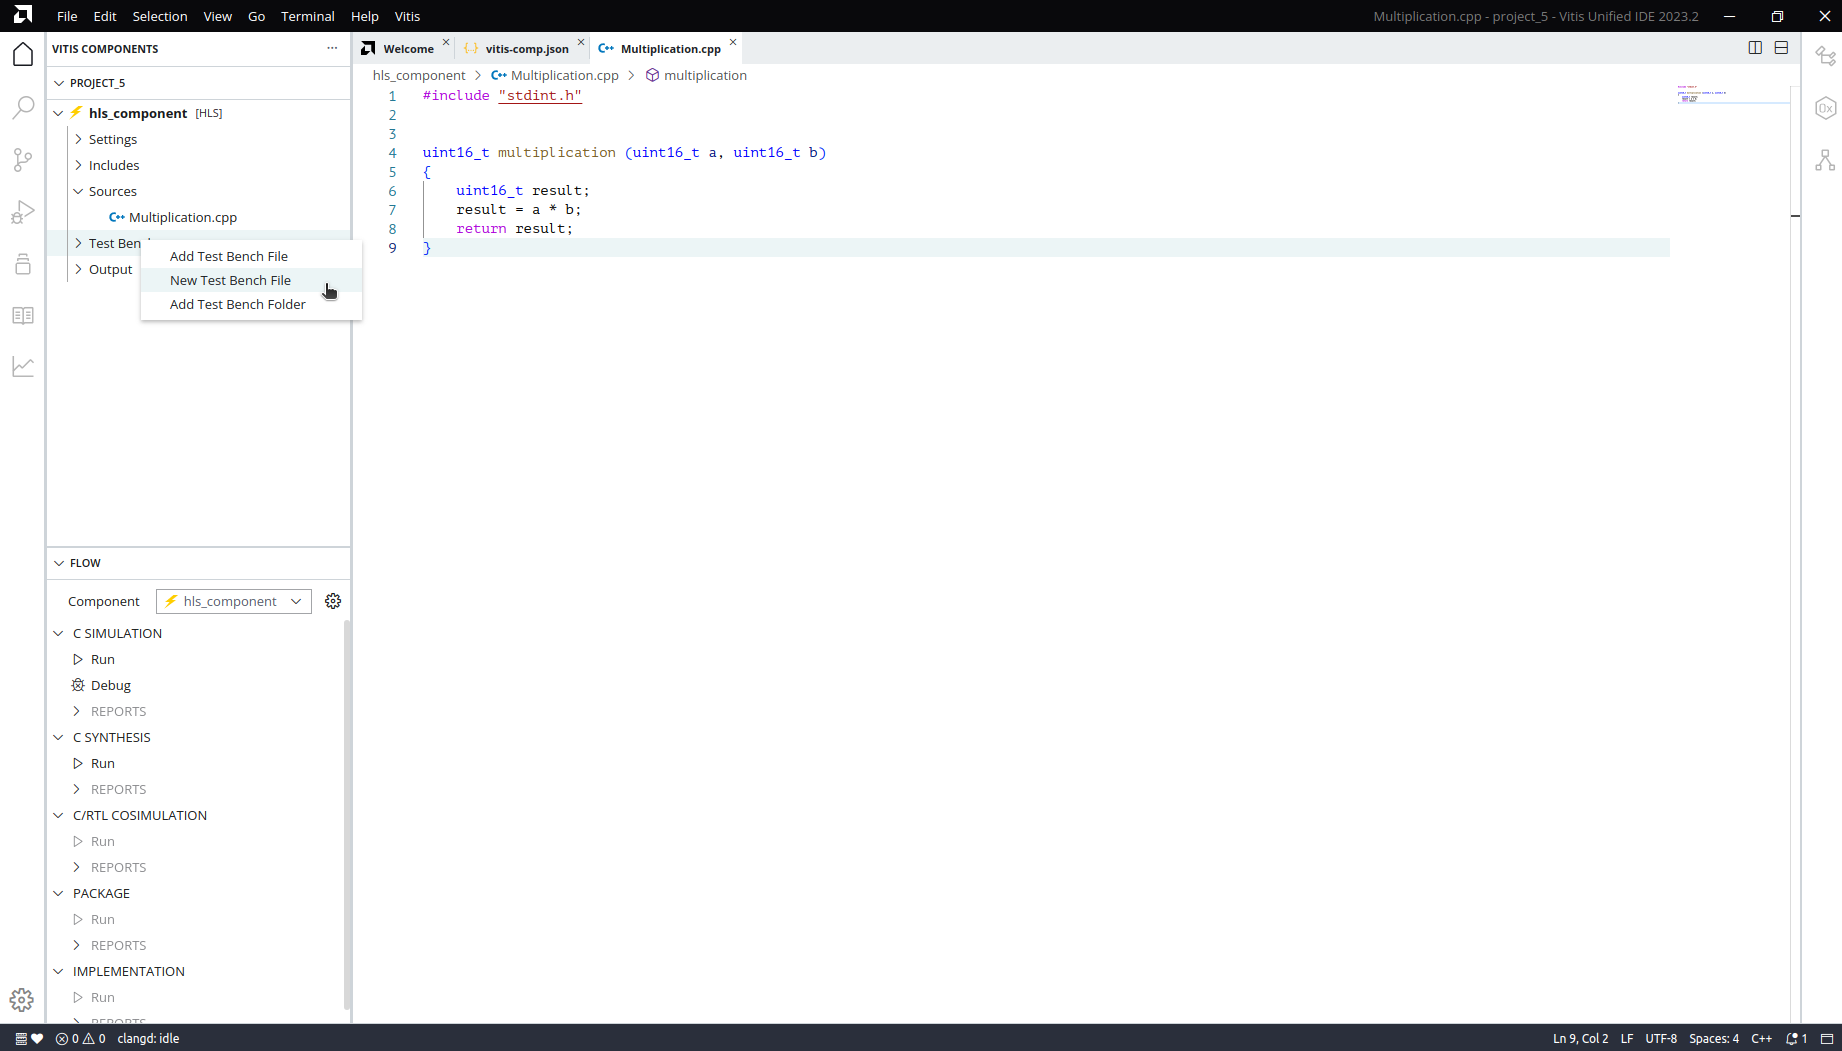 File Edit Selection View Go Terminal Help Vitis
Multiplication.cpp - project_5 - Vitis Unified IDE 2023.2
VITIS COMPONENTS
PROJECT_5
hls_component [HLS]
Settings
Includes
Sources
Multiplication.cpp
Test Ben
Output
Add Test Bench File
New Test Bench File
Add Test Bench Folder
Welcome vitis-comp.json Multiplication.cpp
hls_component > Multiplication.cpp > multiplication
1 #include "stdint.h"
2
3
4 uint16_t multiplication (uint16_t a, uint16_t b)
5 {
6 uint16_t result;
7 result = a * b;
8 return result;
9 }
FLOW
Component hls_component
C SIMULATION
Run
Debug
REPORTS
C SYNTHESIS
Run
REPORTS
C/RTL COSIMULATION
Run
REPORTS
PACKAGE
Run
REPORTS
IMPLEMENTATION
Run
REPORTS
0 0 clangd: idle
Ln 9, Col 2 LF UTF-8 Spaces: 4 C++ 1